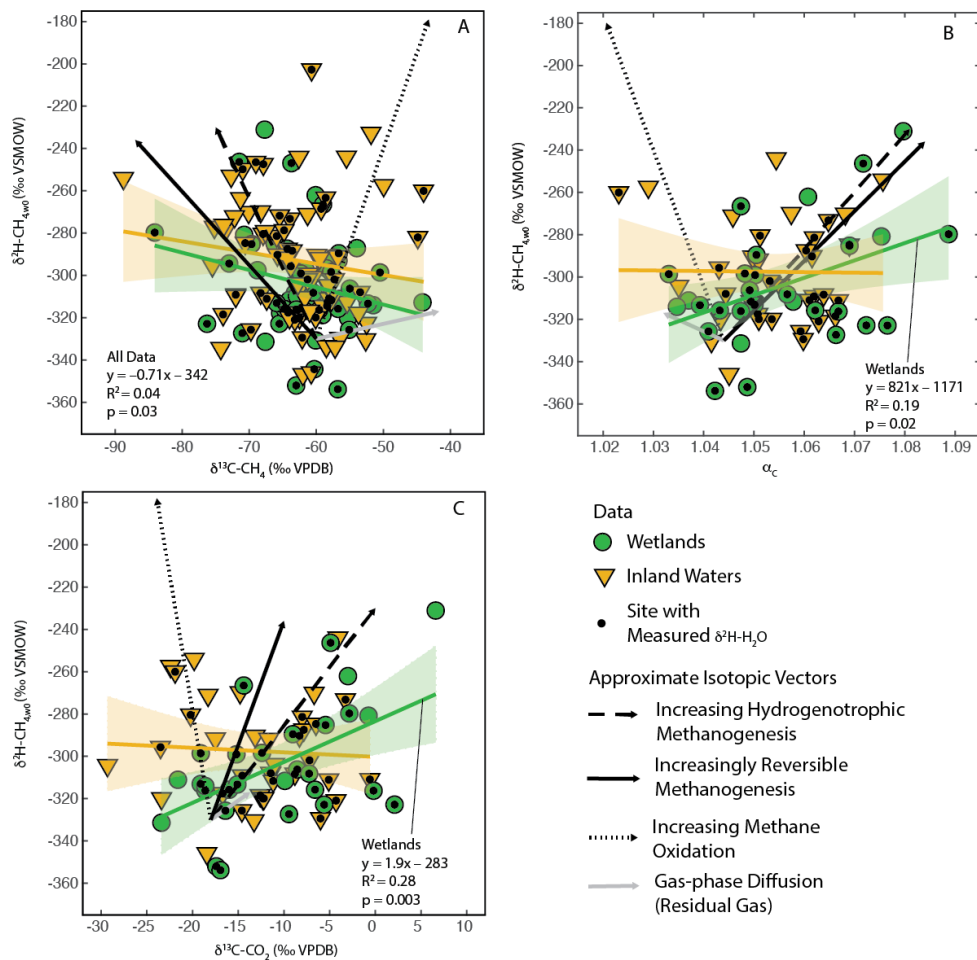 A
-180
-200
-220
-240
-260
-280
-300
-320
-340
-360
δ²H-CH₄,w0 (‰ VSMOW)
All Data
y = –0.71x – 342
R² = 0.04
p = 0.03
-90 -80 -70 -60 -50 -40
δ¹³C-CH₄ (‰ VPDB)
B
-180
-200
-220
-240
-260
-280
-300
-320
-340
-360
δ²H-CH₄,w0 (‰ VSMOW)
Wetlands
y = 821x – 1171
R² = 0.19
p = 0.02
1.02 1.03 1.04 1.05 1.06 1.07 1.08 1.09
α_C
C
-180
-200
-220
-240
-260
-280
-300
-320
-340
-360
δ²H-CH₄,w0 (‰ VSMOW)
Wetlands
y = 1.9x – 283
R² = 0.28
p = 0.003
-30 -25 -20 -15 -10 -5 0 5 10
δ¹³C-CO₂ (‰ VPDB)
Data
Wetlands
Inland Waters
Site with
Measured δ²H-H₂O
Approximate Isotopic Vectors
Increasing Hydrogenotrophic
Methanogenesis
Increasingly Reversible
Methanogenesis
Increasing Methane
Oxidation
Gas-phase Diffusion
(Residual Gas)